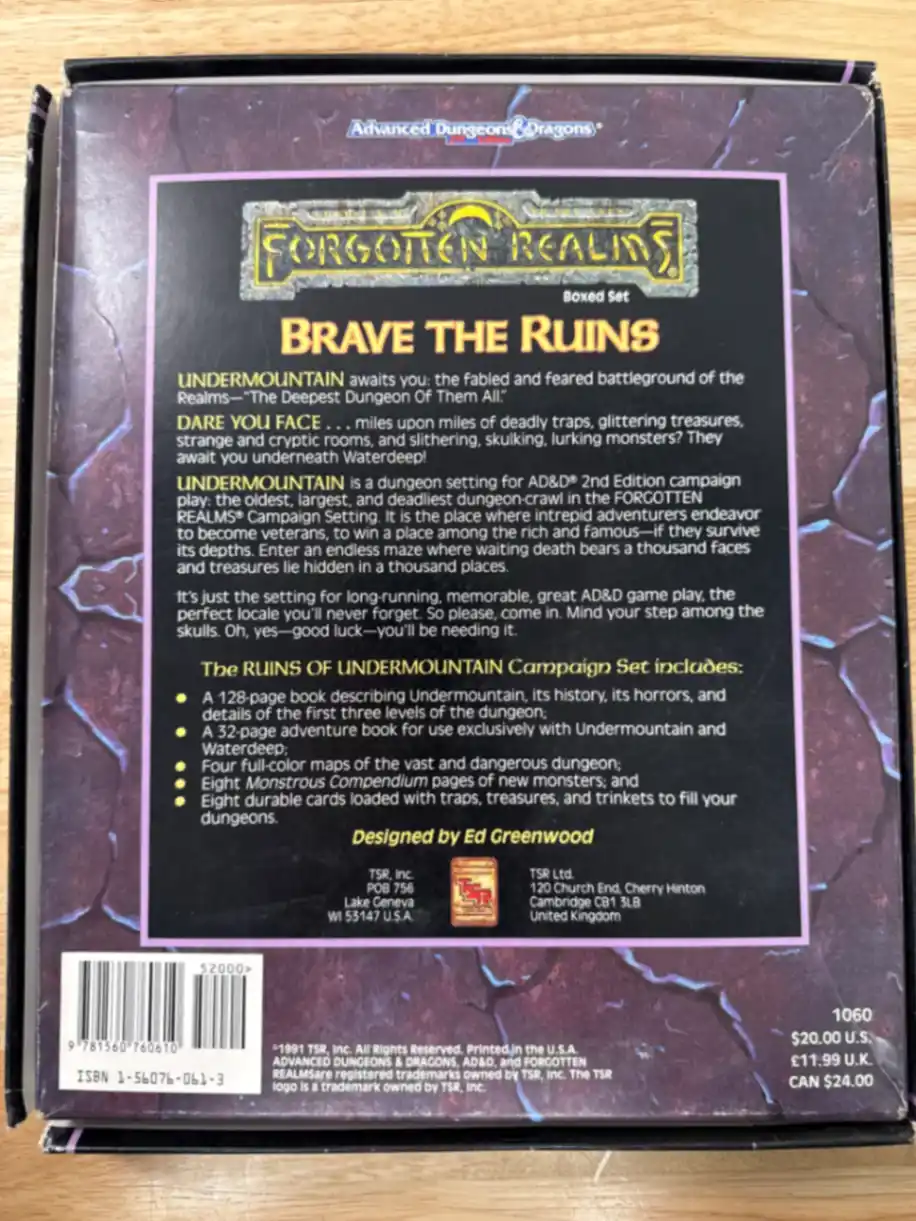 Advanced Dungeons & Dragons®
FORGOTTEN REALMS®
Boxed Set
BRAVE THE RUINS
UNDERMOUNTAIN awaits you: the fabled and feared battleground of the
Realms—"The Deepest Dungeon Of Them All."
DARE YOU FACE . . . miles upon miles of deadly traps, glittering treasures,
strange and cryptic rooms, and slithering, skulking, lurking monsters? They
await you underneath Waterdeep!
UNDERMOUNTAIN is a dungeon setting for AD&D® 2nd Edition campaign
play: the oldest, largest, and deadliest dungeon-crawl in the FORGOTTEN
REALMS® Campaign Setting. It is the place where intrepid adventurers endeavor
to become veterans, to win a place among the rich and famous—if they survive
its depths. Enter an endless maze where waiting death bears a thousand faces
and treasures lie hidden in a thousand places.
It's just the setting for long-running, memorable, great AD&D game play, the
perfect locale you'll never forget. So please, come in. Mind your step among the
skulls. Oh, yes—good luck—you'll be needing it.
The RUINS OF UNDERMOUNTAIN Campaign Set includes:
• A 128-page book describing Undermountain, its history, its horrors, and
details of the first three levels of the dungeon;
• A 32-page adventure book for use exclusively with Undermountain and
Waterdeep;
• Four full-color maps of the vast and dangerous dungeon;
• Eight Monstrous Compendium pages of new monsters; and
• Eight durable cards loaded with traps, treasures, and trinkets to fill your
dungeons.
Designed by Ed Greenwood
TSR, Inc.
POB 756
Lake Geneva
WI 53147 U.S.A.
TSR
TSR Ltd.
120 Church End, Cherry Hinton
Cambridge CB1 3LB
United Kingdom
52000>
9 781560 760610
ISBN 1-56076-061-3
©1991 TSR, Inc. All Rights Reserved. Printed in the U.S.A.
ADVANCED DUNGEONS & DRAGONS, AD&D, and FORGOTTEN
REALMSare registered trademarks owned by TSR, Inc. The TSR
logo is a trademark owned by TSR, Inc.
1060
$20.00 U.S.
£11.99 U.K.
CAN $24.00